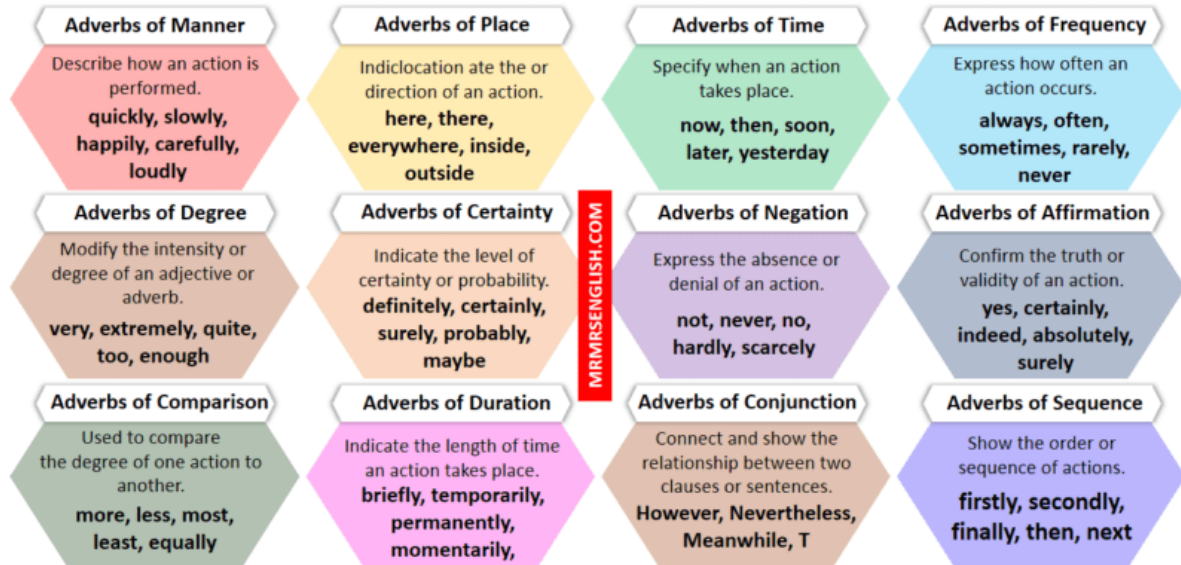 Adverbs of Manner
Describe how an action is
performed.
quickly, slowly,
happily, carefully,
loudly
Adverbs of Place
Indiclocation ate the or
direction of an action.
here, there,
everywhere, inside,
outside
Adverbs of Time
Specify when an action
takes place.
now, then, soon,
later, yesterday
Adverbs of Frequency
Express how often an
action occurs.
always, often,
sometimes, rarely,
never
Adverbs of Degree
Modify the intensity or
degree of an adjective or
adverb.
very, extremely, quite,
too, enough
Adverbs of Certainty
Indicate the level of
certainty or probability.
definitely, certainly,
surely, probably,
maybe
MRMRSENGLISH.COM
Adverbs of Negation
Express the absence or
denial of an action.
not, never, no,
hardly, scarcely
Adverbs of Affirmation
Confirm the truth or
validity of an action.
yes, certainly,
indeed, absolutely,
surely
Adverbs of Comparison
Used to compare
the degree of one action to
another.
more, less, most,
least, equally
Adverbs of Duration
Indicate the length of time
an action takes place.
briefly, temporarily,
permanently,
momentarily,
Adverbs of Conjunction
Connect and show the
relationship between two
clauses or sentences.
However, Nevertheless,
Meanwhile, T
Adverbs of Sequence
Show the order or
sequence of actions.
firstly, secondly,
finally, then, next